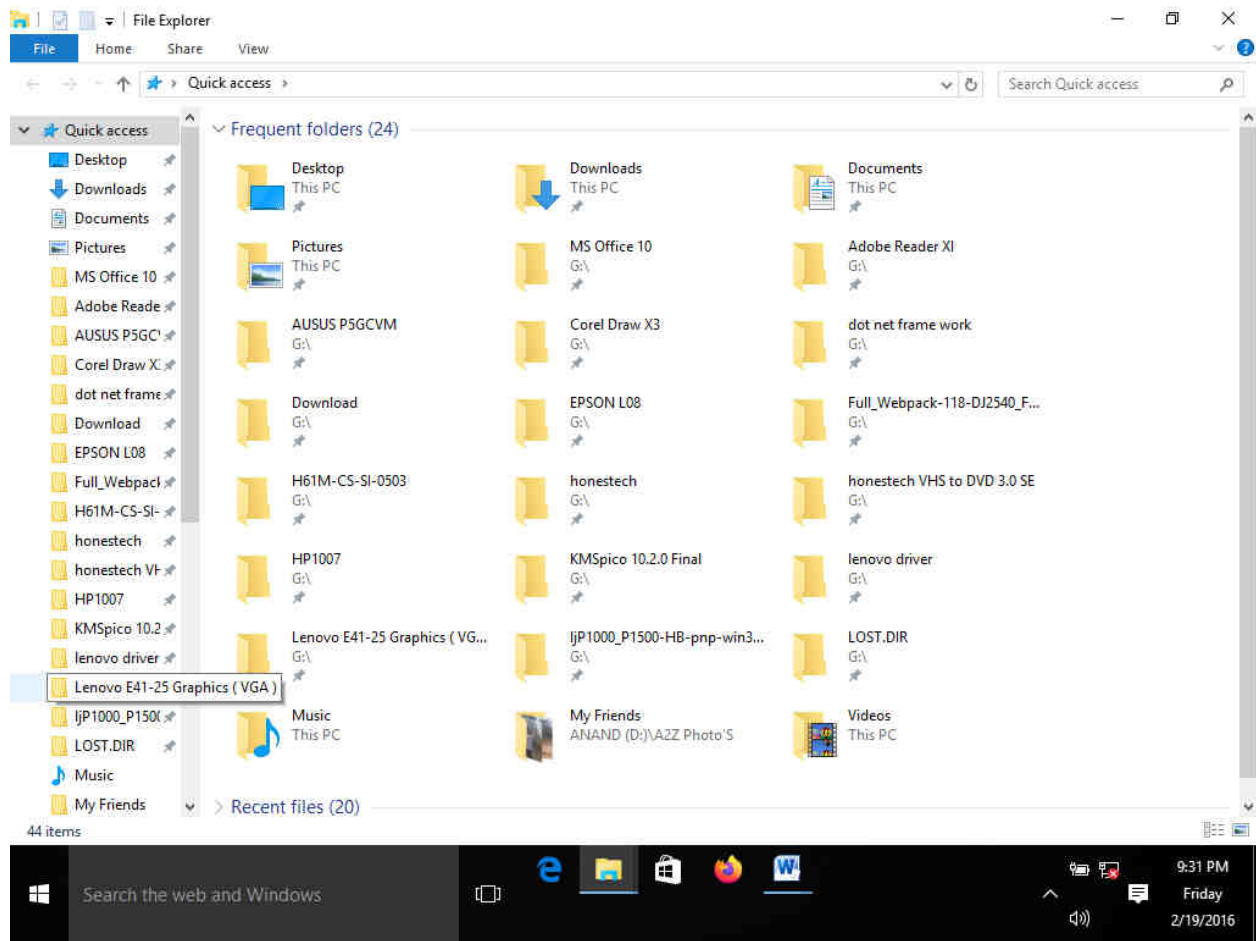 File Explorer
File Home Share View
Quick access
Search Quick access
Quick access
Desktop
Downloads
Documents
Pictures
MS Office 10
Adobe Reade
AUSUS P5GC
Corel Draw X
dot net frame
Download
EPSON L08
Full_Webpack
H61M-CS-SI-
honestech
honestech VH
HP1007
KMSpico 10.2
lenovo driver
Lenovo E41-25 Graphics ( VGA )
ljP1000_P150
LOST.DIR
Music
My Friends
Frequent folders (24)
Desktop
This PC
Downloads
This PC
Documents
This PC
Pictures
This PC
MS Office 10
G:\
Adobe Reader XI
G:\
AUSUS P5GCVM
G:\
Corel Draw X3
G:\
dot net frame work
G:\
Download
G:\
EPSON L08
G:\
Full_Webpack-118-DJ2540_F...
G:\
H61M-CS-SI-0503
G:\
honestech
G:\
honestech VHS to DVD 3.0 SE
G:\
HP1007
G:\
KMSpico 10.2.0 Final
G:\
lenovo driver
G:\
Lenovo E41-25 Graphics ( VG...
G:\
ljP1000_P1500-HB-pnp-win3...
G:\
LOST.DIR
G:\
Music
This PC
My Friends
ANAND (D:)\A2Z Photo'S
Videos
This PC
Recent files (20)
44 items
Search the web and Windows
9:31 PM
Friday
2/19/2016